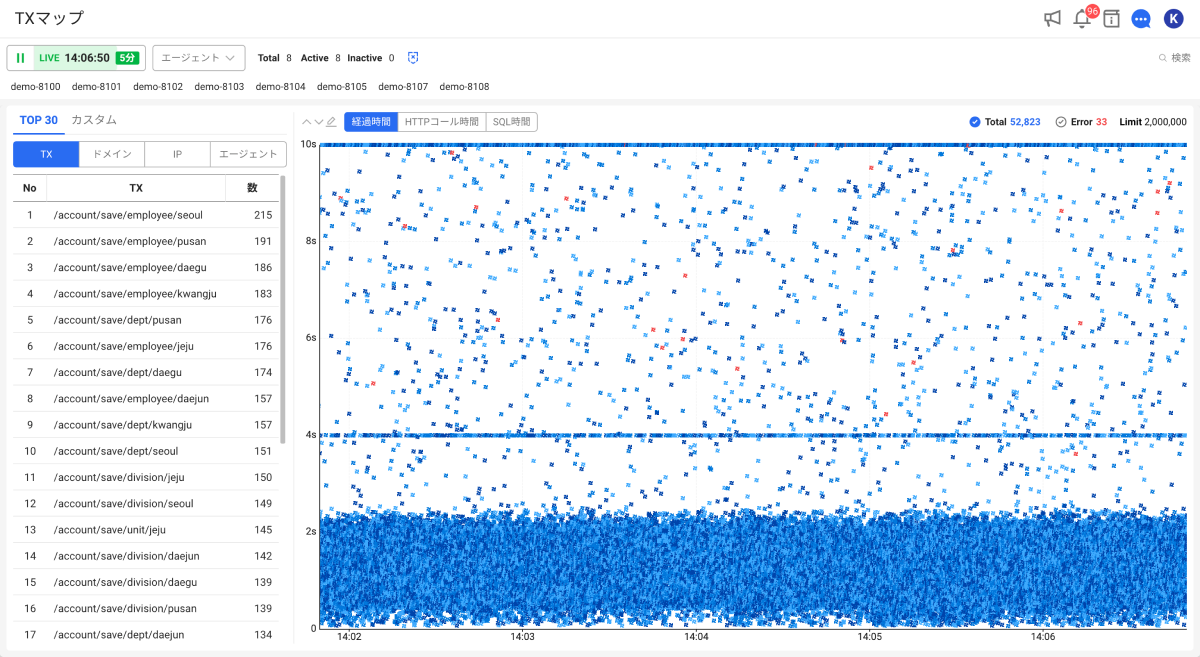 TXマップ
96
K
LIVE 14:06:50 5分
エージェント
Total 8 Active 8 Inactive 0
検索
demo-8100 demo-8101 demo-8102 demo-8103 demo-8104 demo-8105 demo-8107 demo-8108
TOP 30 カスタム
TX ドメイン IP エージェント
No TX 数
1 /account/save/employee/seoul 215
2 /account/save/employee/pusan 191
3 /account/save/employee/daegu 186
4 /account/save/employee/kwangju 183
5 /account/save/dept/pusan 176
6 /account/save/employee/jeju 176
7 /account/save/dept/daegu 174
8 /account/save/employee/daejun 157
9 /account/save/dept/kwangju 157
10 /account/save/dept/seoul 151
11 /account/save/division/jeju 150
12 /account/save/division/seoul 149
13 /account/save/unit/jeju 145
14 /account/save/division/daejun 142
15 /account/save/division/daegu 139
16 /account/save/division/pusan 139
17 /account/save/dept/daejun 134
経過時間 HTTPコール時間 SQL時間
Total 52,823 Error 33 Limit 2,000,000
10s
8s
6s
4s
2s
0
14:02 14:03 14:04 14:05 14:06